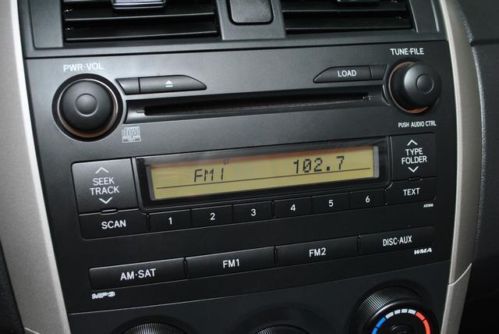 PWR·VOL
TUNE·FILE
LOAD
PUSH AUDIO CTRL
SEEK
TRACK
FM1 102.7
TYPE
FOLDER
SCAN
1 2 3 4 5 6
TEXT
AM·SAT
FM1
FM2
DISC·AUX
MP3
WMA